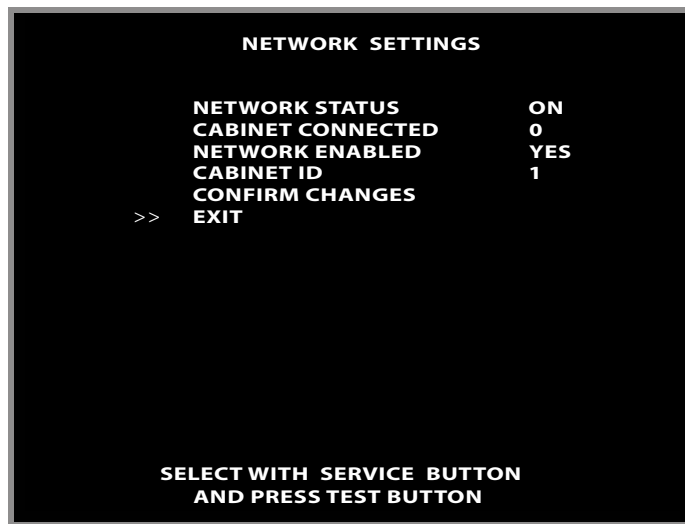 NETWORK SETTINGS
NETWORK STATUS ON
CABINET CONNECTED 0
NETWORK ENABLED YES
CABINET ID 1
CONFIRM CHANGES
>> EXIT
SELECT WITH SERVICE BUTTON
AND PRESS TEST BUTTON